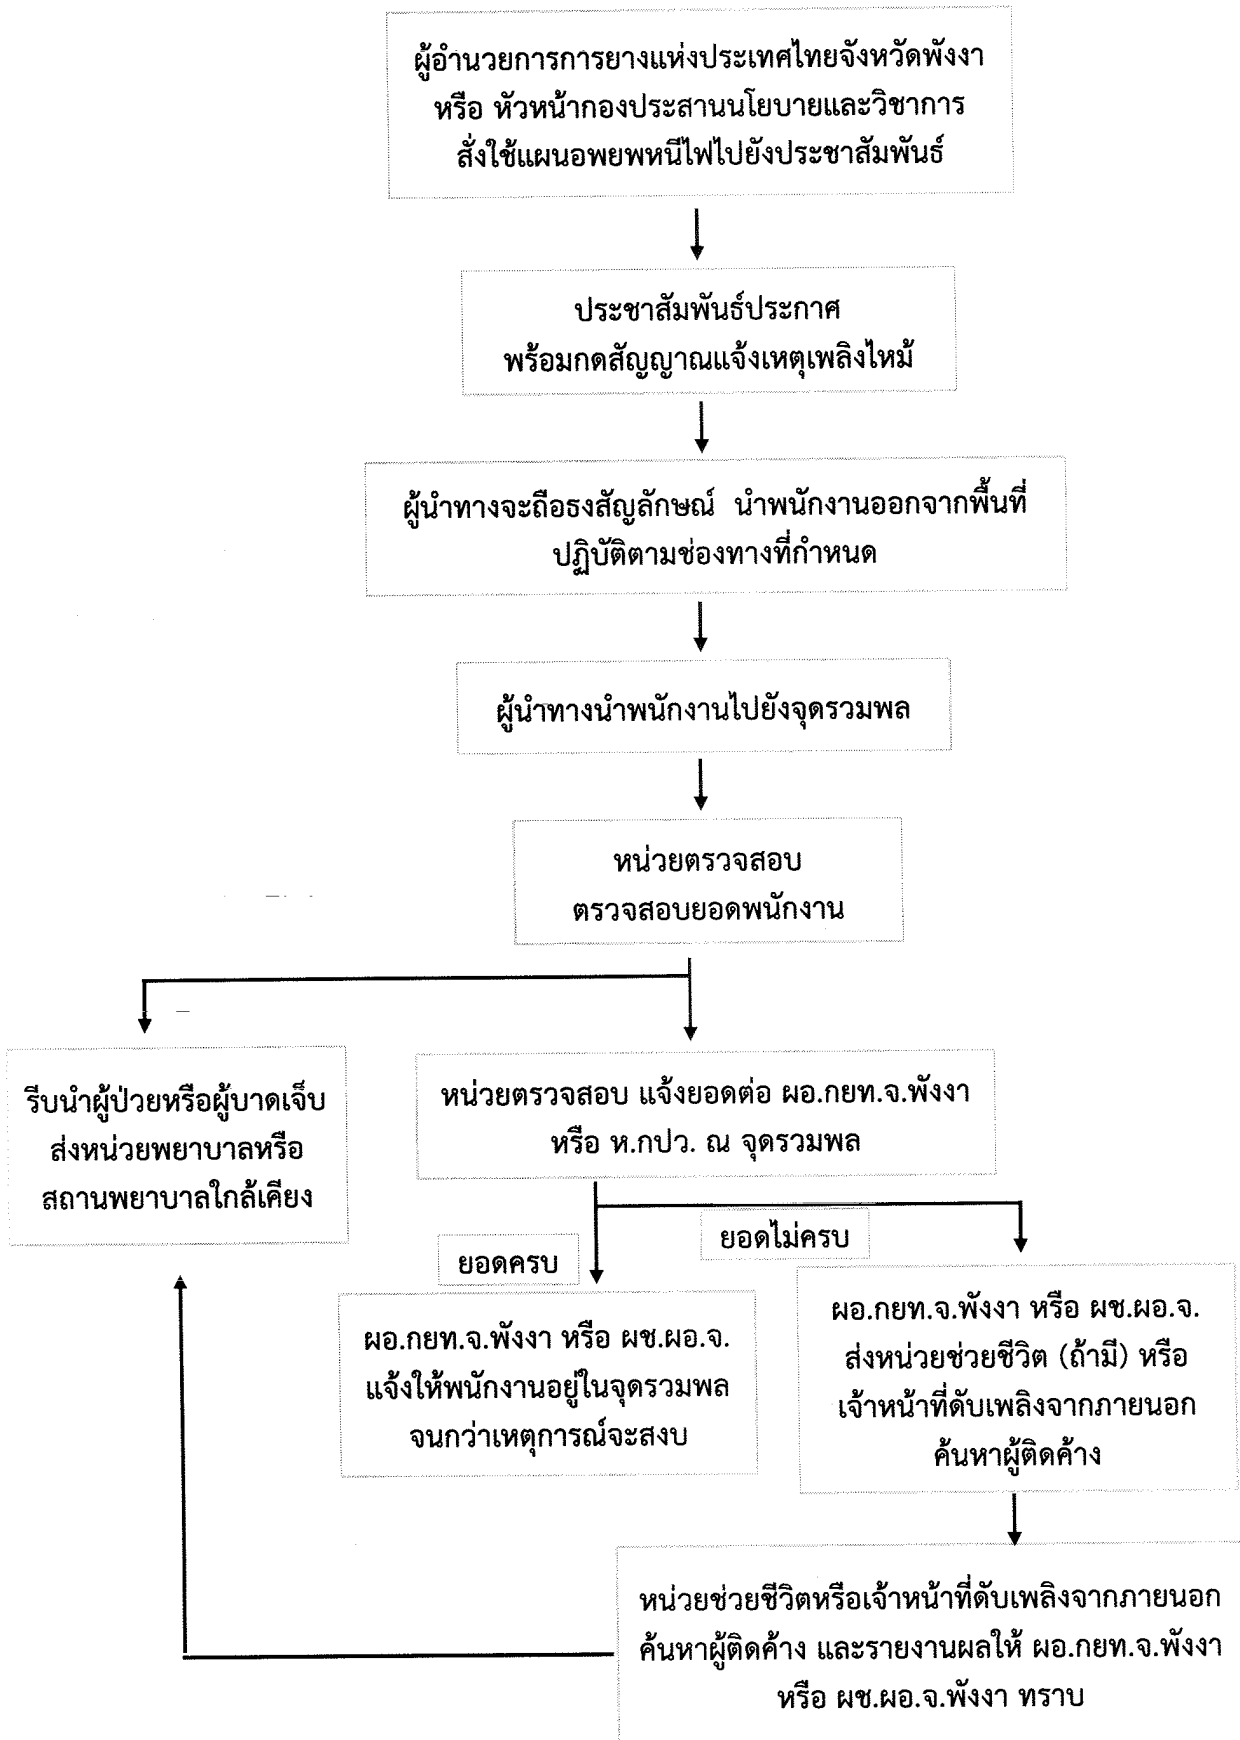 ผู้อำนวยการการยางแห่งประเทศไทยจังหวัดพังงา
หรือ หัวหน้ากองประสานนโยบายและวิชาการ
สั่งใช้แผนอพยพหนีไฟไปยังประชาสัมพันธ์
ประชาสัมพันธ์ประกาศ
พร้อมกดสัญญาณแจ้งเหตุเพลิงไหม้
ผู้นำทางจะถือธงสัญลักษณ์ นำพนักงานออกจากพื้นที่
ปฏิบัติตามช่องทางที่กำหนด
ผู้นำทางนำพนักงานไปยังจุดรวมพล
หน่วยตรวจสอบ
ตรวจสอบยอดพนักงาน
รีบนำผู้ป่วยหรือผู้บาดเจ็บ
ส่งหน่วยพยาบาลหรือ
สถานพยาบาลใกล้เคียง
หน่วยตรวจสอบ แจ้งยอดต่อ ผอ.กยท.จ.พังงา
หรือ ห.กปว. ณ จุดรวมพล
ยอดครบ
ยอดไม่ครบ
ผอ.กยท.จ.พังงา หรือ ผช.ผอ.จ.
แจ้งให้พนักงานอยู่ในจุดรวมพล
จนกว่าเหตุการณ์จะสงบ
ผอ.กยท.จ.พังงา หรือ ผช.ผอ.จ.
ส่งหน่วยช่วยชีวิต (ถ้ามี) หรือ
เจ้าหน้าที่ดับเพลิงจากภายนอก
ค้นหาผู้ติดค้าง
หน่วยช่วยชีวิตหรือเจ้าหน้าที่ดับเพลิงจากภายนอก
ค้นหาผู้ติดค้าง และรายงานผลให้ ผอ.กยท.จ.พังงา
หรือ ผช.ผอ.จ.พังงา ทราบ